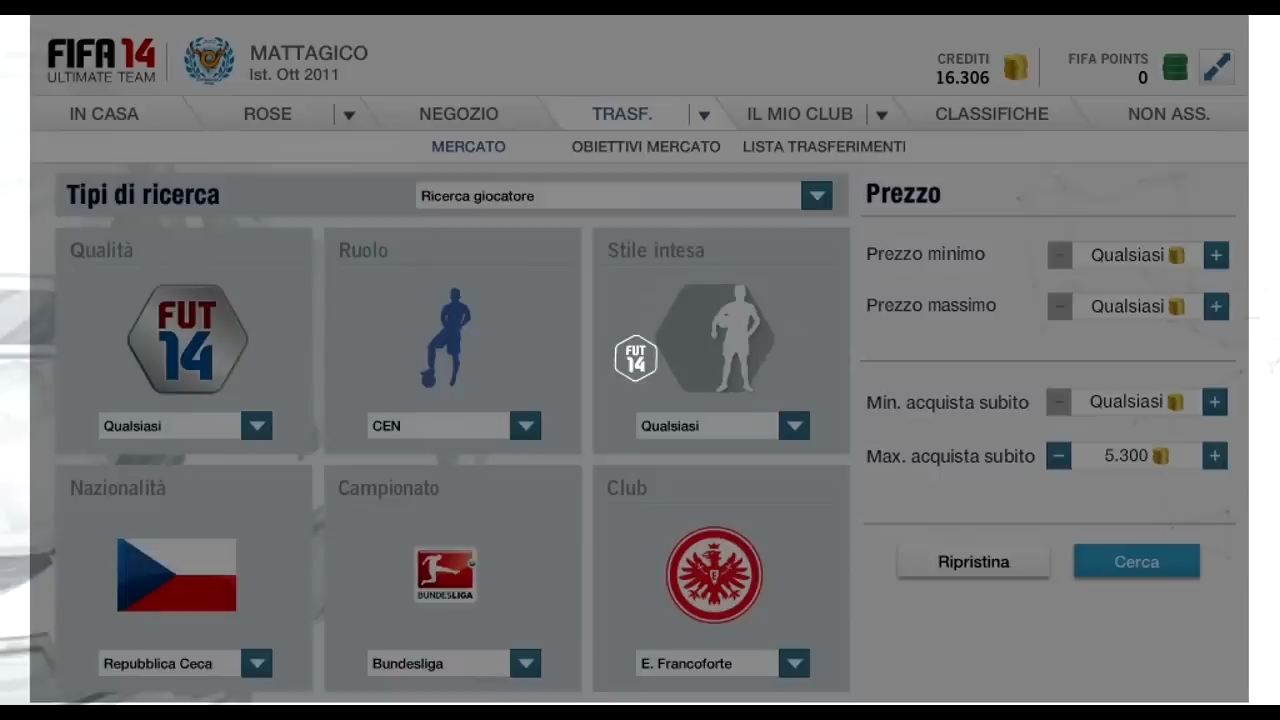 FIFA 14
ULTIMATE TEAM
MATTAGICO
Ist. Ott 2011
CREDITI
16.306
FIFA POINTS
0
IN CASA
ROSE
NEGOZIO
TRASF.
IL MIO CLUB
CLASSIFICHE
NON ASS.
MERCATO
OBIETTIVI MERCATO
LISTA TRASFERIMENTI
Tipi di ricerca
Ricerca giocatore
Prezzo
Qualità
Ruolo
Stile intesa
Prezzo minimo
Qualsiasi
Prezzo massimo
Qualsiasi
FUT
14
FUT
14
Qualsiasi
CEN
Qualsiasi
Min. acquista subito
Qualsiasi
Max. acquista subito
5.300
Nazionalità
Campionato
Club
BUNDESLIGA
Ripristina
Cerca
Repubblica Ceca
Bundesliga
E. Francoforte